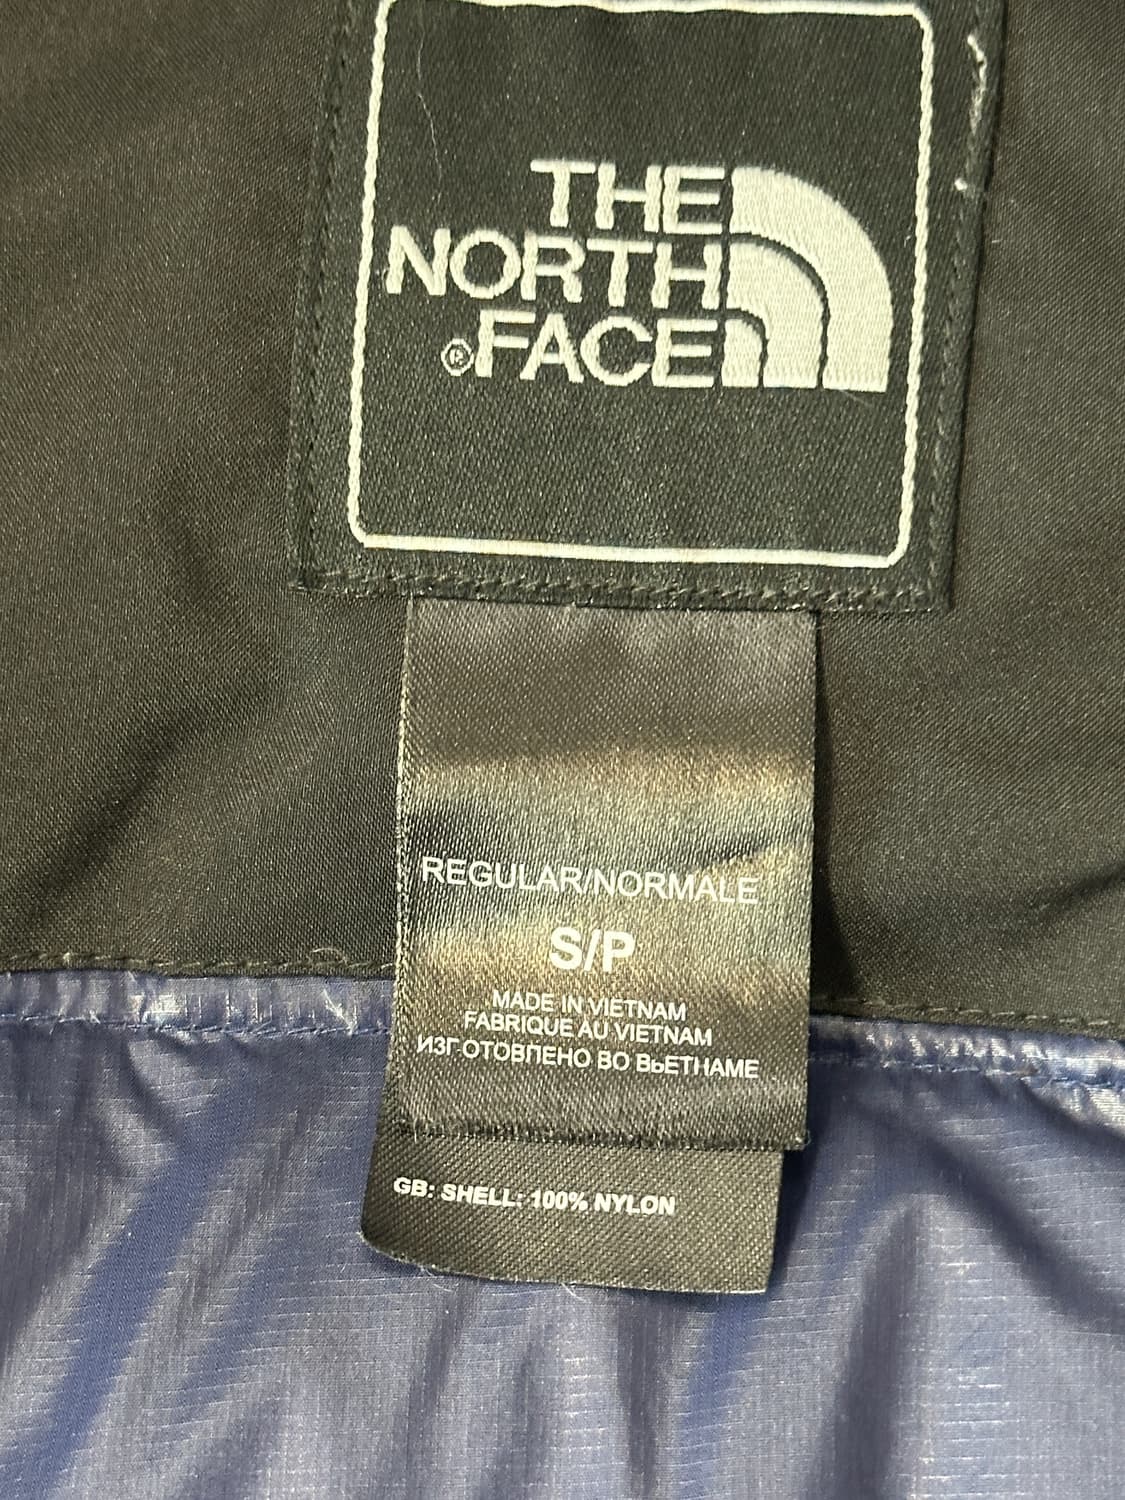 THE
NORTH
®FACE
REGULAR/NORMALE
S/P
MADE IN VIETNAM
FABRIQUE AU VIETNAM
ИЗГОТОВЛЕНО ВО ВЬЕТНАМЕ
GB: SHELL: 100% NYLON